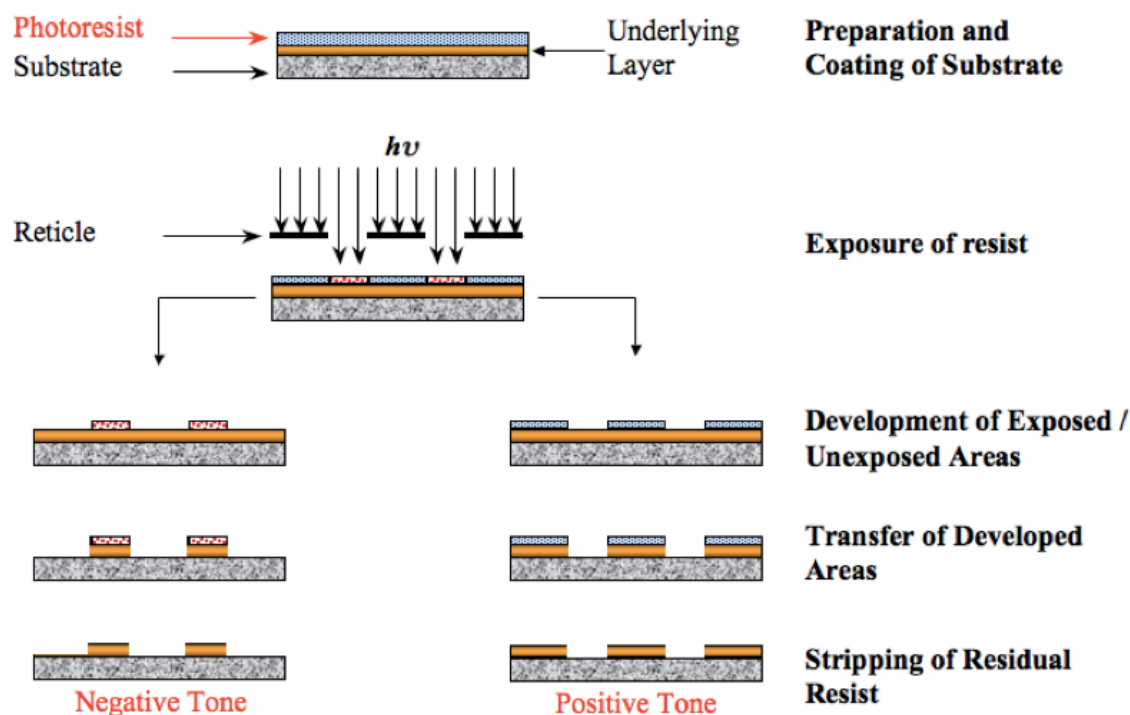 Photoresist
Substrate
Underlying
Layer
Preparation and
Coating of Substrate
hυ
Reticle
Exposure of resist
Development of Exposed /
Unexposed Areas
Transfer of Developed
Areas
Stripping of Residual
Resist
Negative Tone
Positive Tone